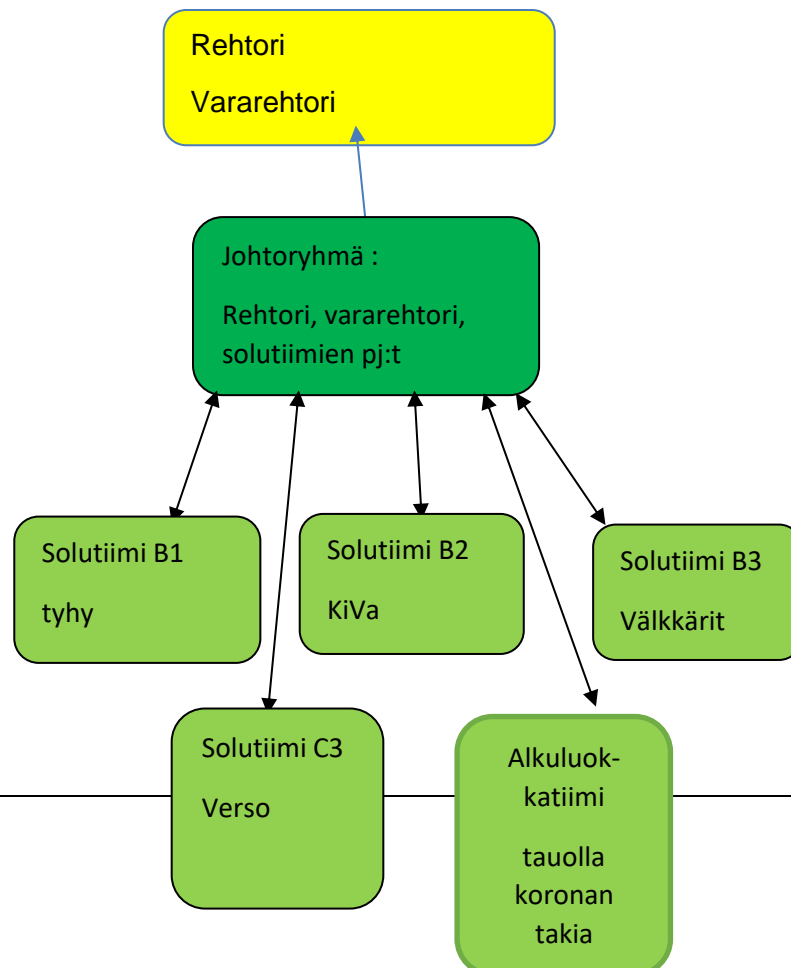 Rehtori
Vararehtori
Johtoryhmä :
Rehtori, vararehtori,
solutiimien pj:t
Solutiimi B1
tyhy
Solutiimi B2
KiVa
Solutiimi B3
Välkkärit
Solutiimi C3
Verso
Alkuluok-
katiimi
tauolla
koronan
takia